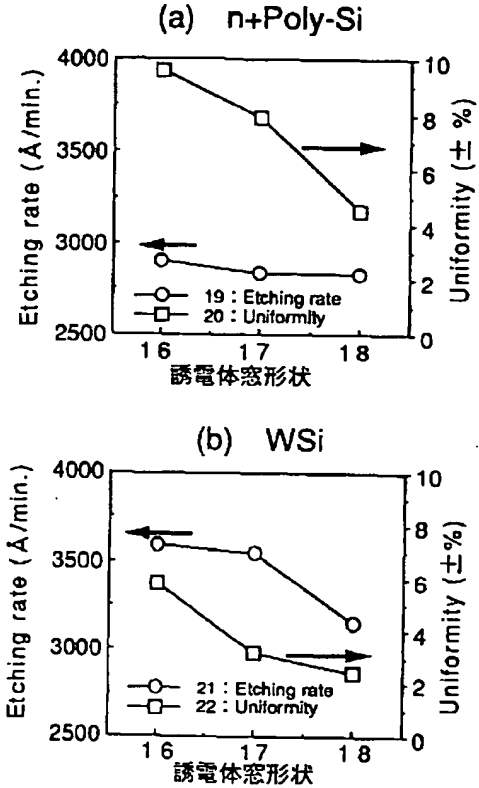 (a) n+Poly-Si
Etching rate (Å/min.)
4000
3500
3000
2500
10
8
6
4
2
0
Uniformity (± %)
19 : Etching rate
20 : Uniformity
16 17 18
誘電体窓形状
(b) WSi
Etching rate (Å/min.)
4000
3500
3000
2500
10
8
6
4
2
0
Uniformity (±%)
21 : Etching rate
22 : Uniformity
16 17 18
誘電体窓形状